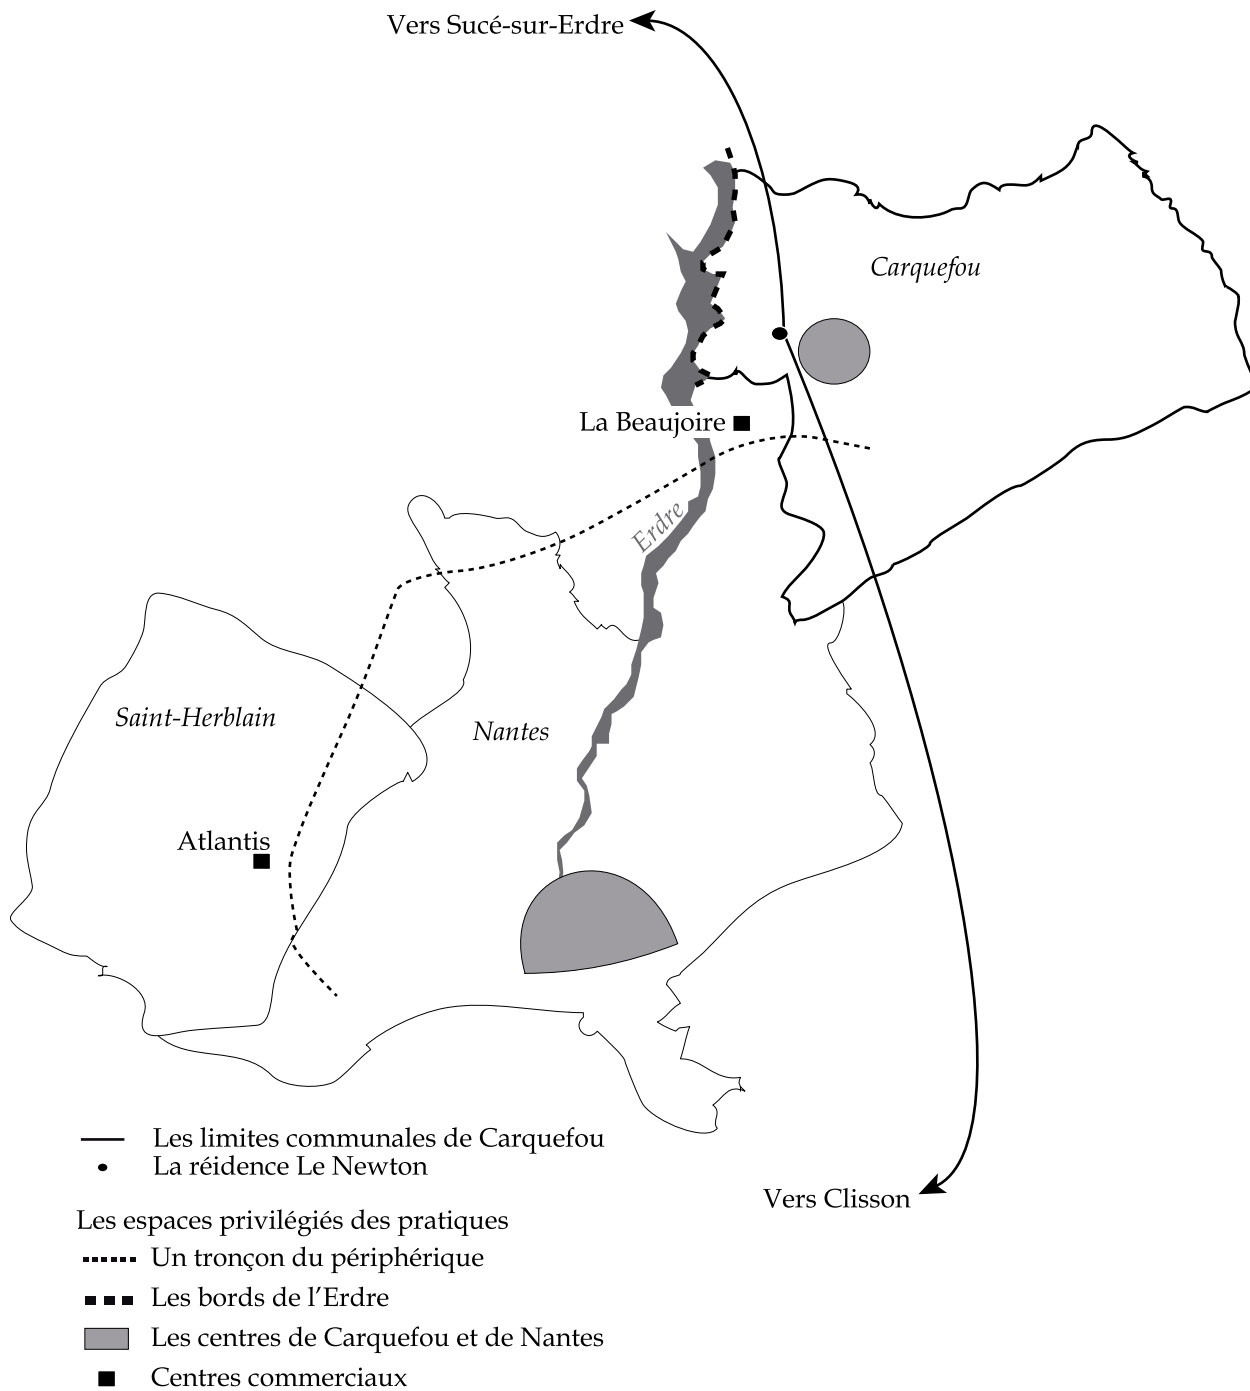 Vers Sucé-sur-Erdre
Carquefou
La Beaujoire
Erdre
Saint-Herblain
Nantes
Atlantis
Les limites communales de Carquefou
La réidence Le Newton
Vers Clisson
Les espaces privilégiés des pratiques
Un tronçon du périphérique
Les bords de l'Erdre
Les centres de Carquefou et de Nantes
Centres commerciaux